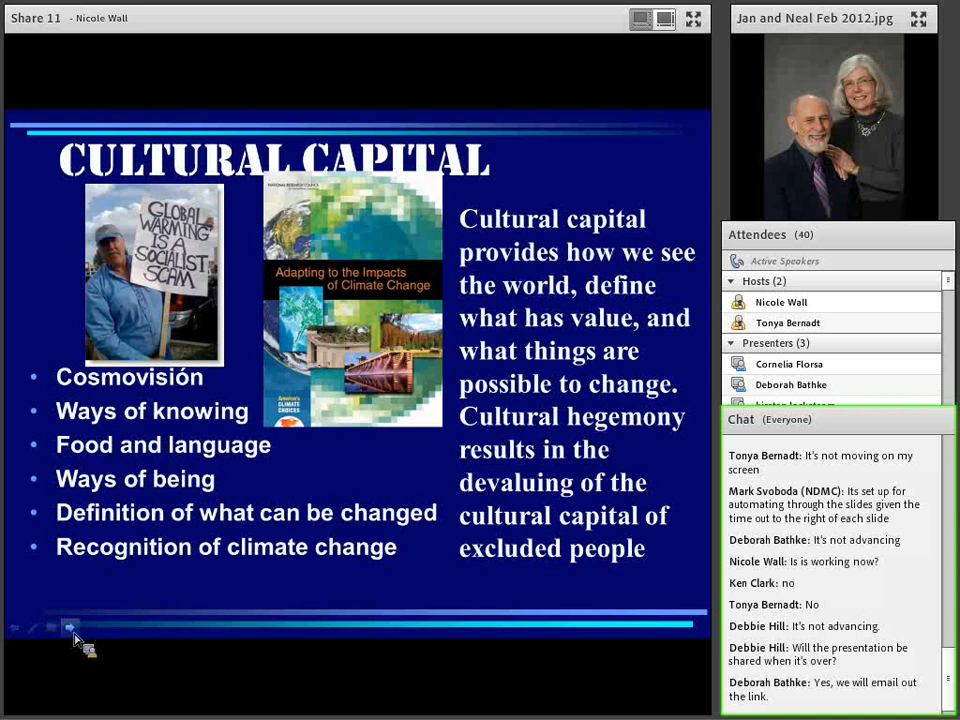 Share 11 - Nicole Wall
CULTURAL CAPITAL
GLOBAL
WARMING
IS A
SOCIALIST
SCAM
NATIONAL RESEARCH COUNCIL
Adapting to the Impacts
of Climate Change
America's
CLIMATE
CHOICES
• Cosmovisión
• Ways of knowing
• Food and language
• Ways of being
• Definition of what can be changed
• Recognition of climate change
Cultural capital
provides how we see
the world, define
what has value, and
what things are
possible to change.
Cultural hegemony
results in the
devaluing of the
cultural capital of
excluded people
Jan and Neal Feb 2012.jpg
Attendees (40)
Active Speakers
Hosts (2)
Nicole Wall
Tonya Bernadt
Presenters (3)
Cornelia Florsa
Deborah Bathke
Chat (Everyone)
Tonya Bernadt: It's not moving on my
screen
Mark Svoboda (NDMC): Its set up for
automating through the slides given the
time out to the right of each slide
Deborah Bathke: It's not advancing
Nicole Wall: Is is working now?
Ken Clark: no
Tonya Bernadt: No
Debbie Hill: It's not advancing.
Debbie Hill: Will the presentation be
shared when it's over?
Deborah Bathke: Yes, we will email out
the link.